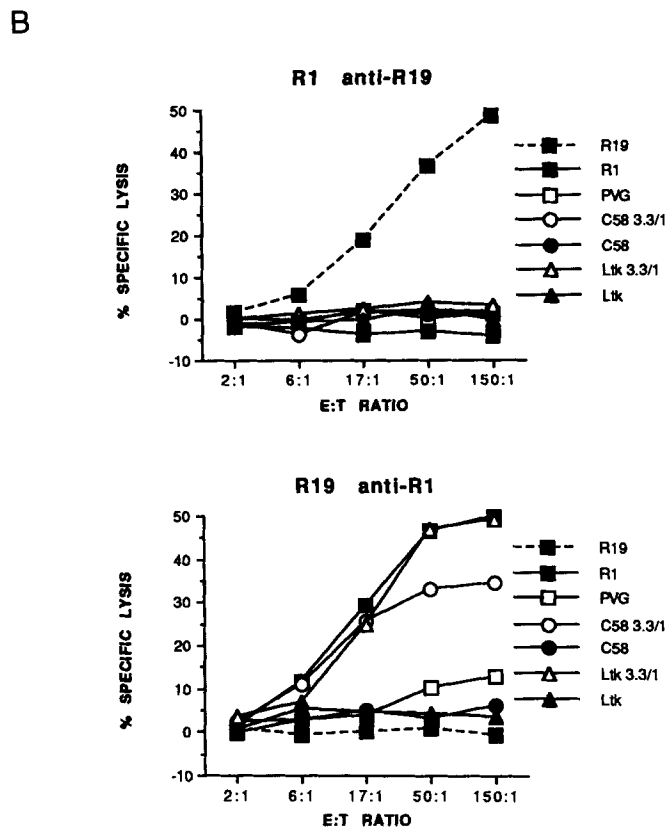 B
R1 anti-R19
50
40
30
20
10
0
-10
% SPECIFIC LYSIS
2:1 6:1 17:1 50:1 150:1
E:T RATIO
R19
R1
PVG
C58 3.3/1
C58
Ltk 3.3/1
Ltk
R19 anti-R1
50
40
30
20
10
0
-10
% SPECIFIC LYSIS
2:1 6:1 17:1 50:1 150:1
E:T RATIO
R19
R1
PVG
C58 3.3/1
C58
Ltk 3.3/1
Ltk